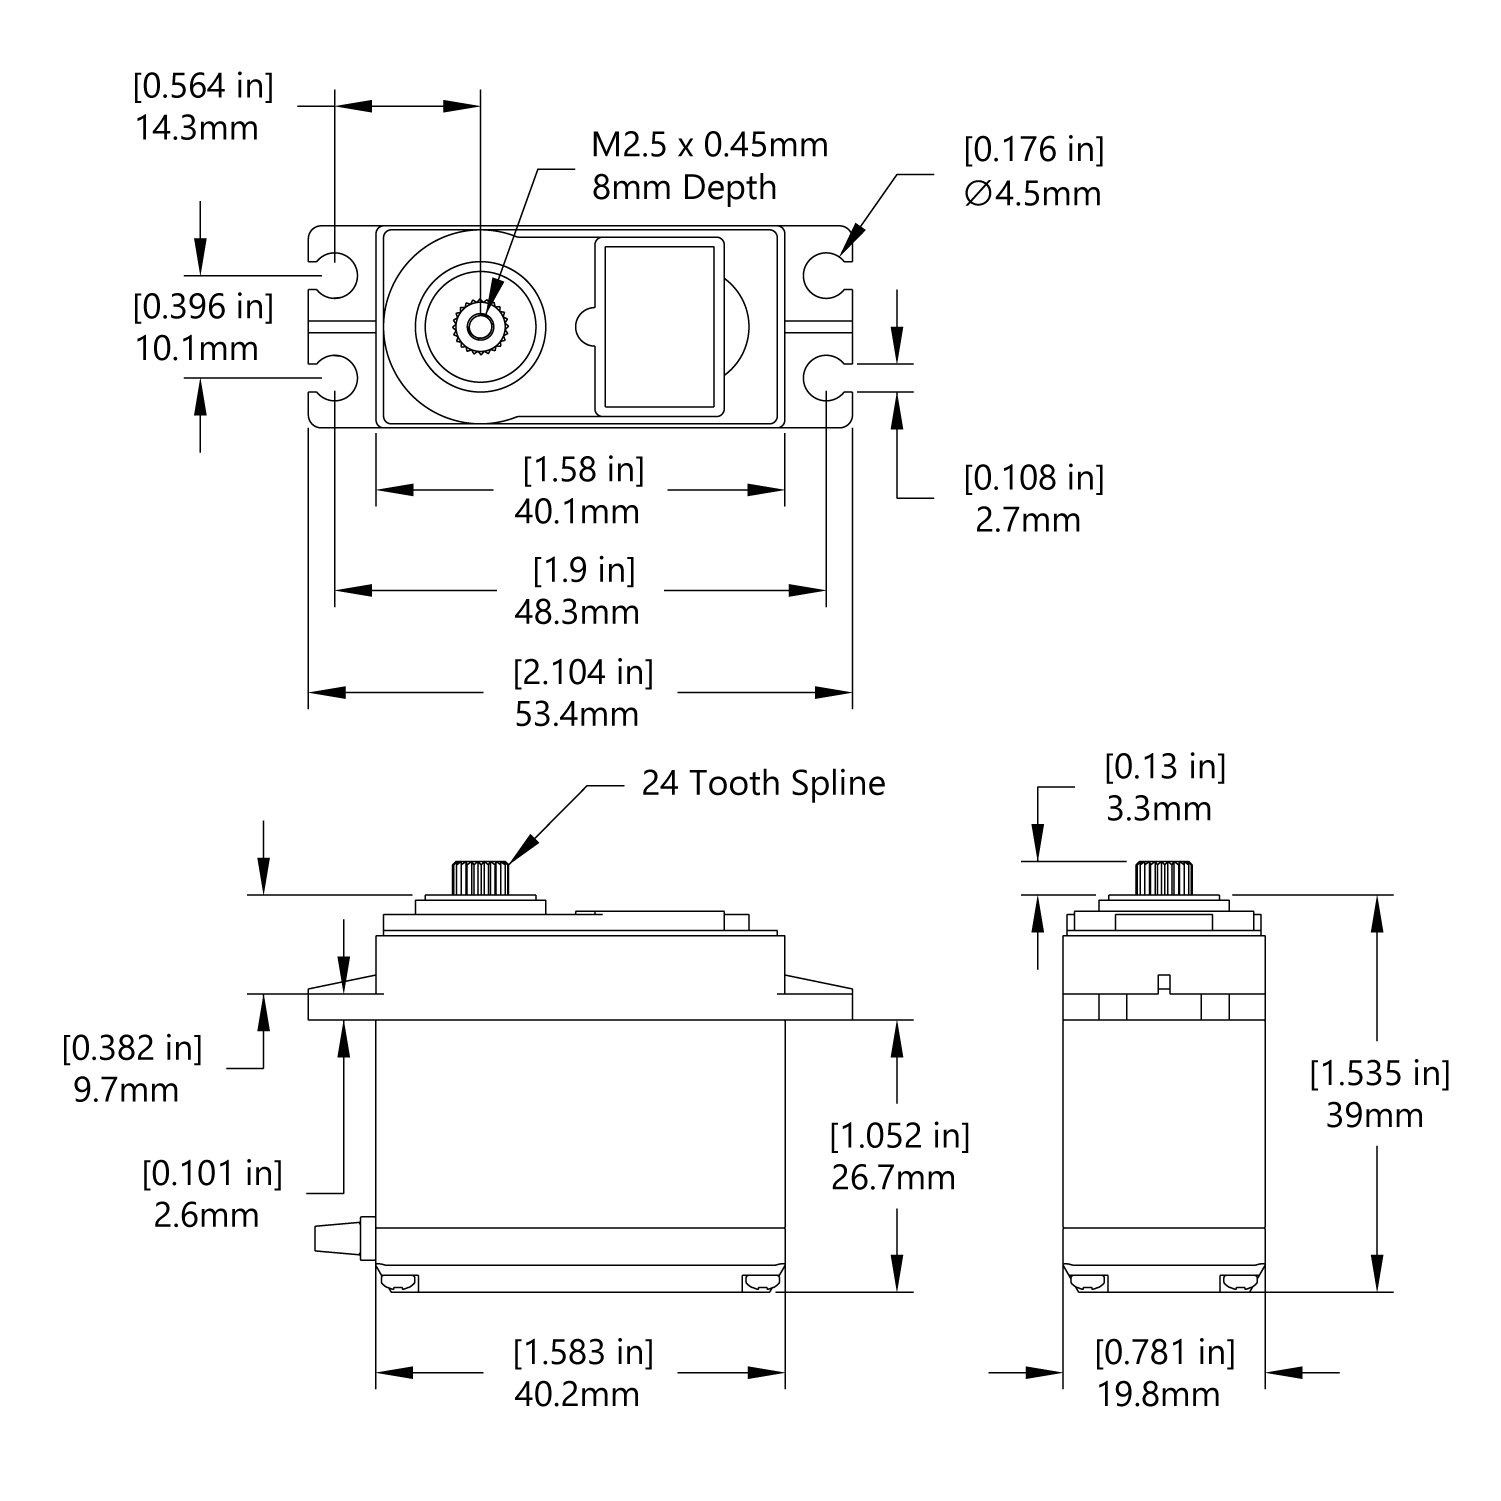 [0.564 in]
14.3mm
M2.5 x 0.45mm
8mm Depth
[0.176 in]
∅4.5mm
[0.396 in]
10.1mm
[1.58 in]
40.1mm
[0.108 in]
2.7mm
[1.9 in]
48.3mm
[2.104 in]
53.4mm
24 Tooth Spline
[0.13 in]
3.3mm
[0.382 in]
9.7mm
[1.535 in]
39mm
[1.052 in]
26.7mm
[0.101 in]
2.6mm
[1.583 in]
40.2mm
[0.781 in]
19.8mm